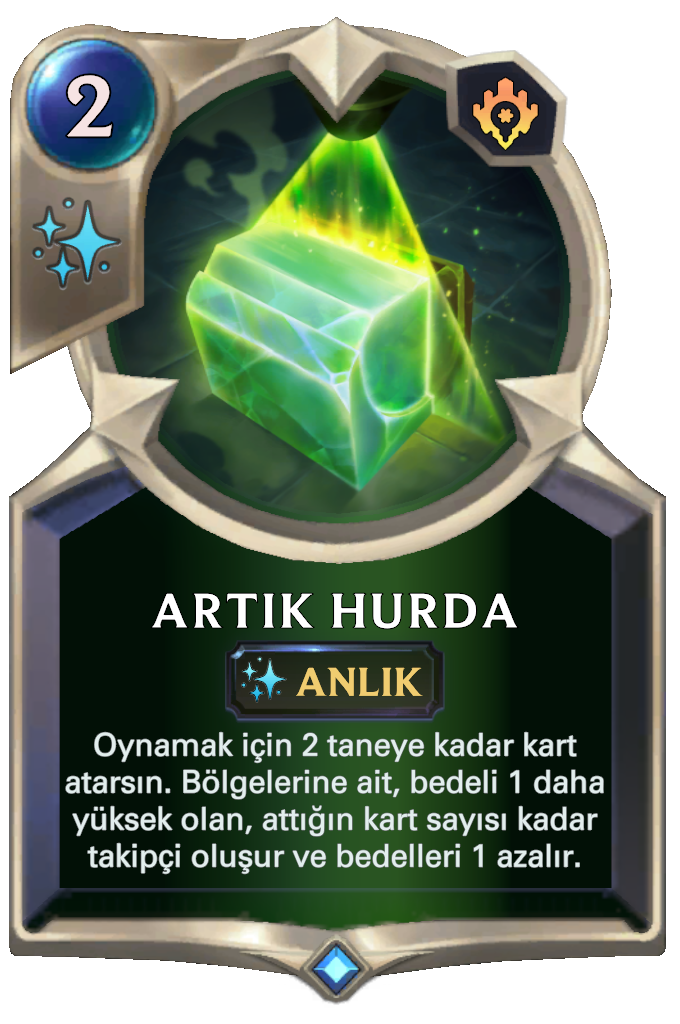 2
ARTIK HURDA
ANLIK
Oynamak için 2 taneye kadar kart
atarsın. Bölgelerine ait, bedeli 1 daha
yüksek olan, attığın kart sayısı kadar
takipçi oluşur ve bedelleri 1 azalır.